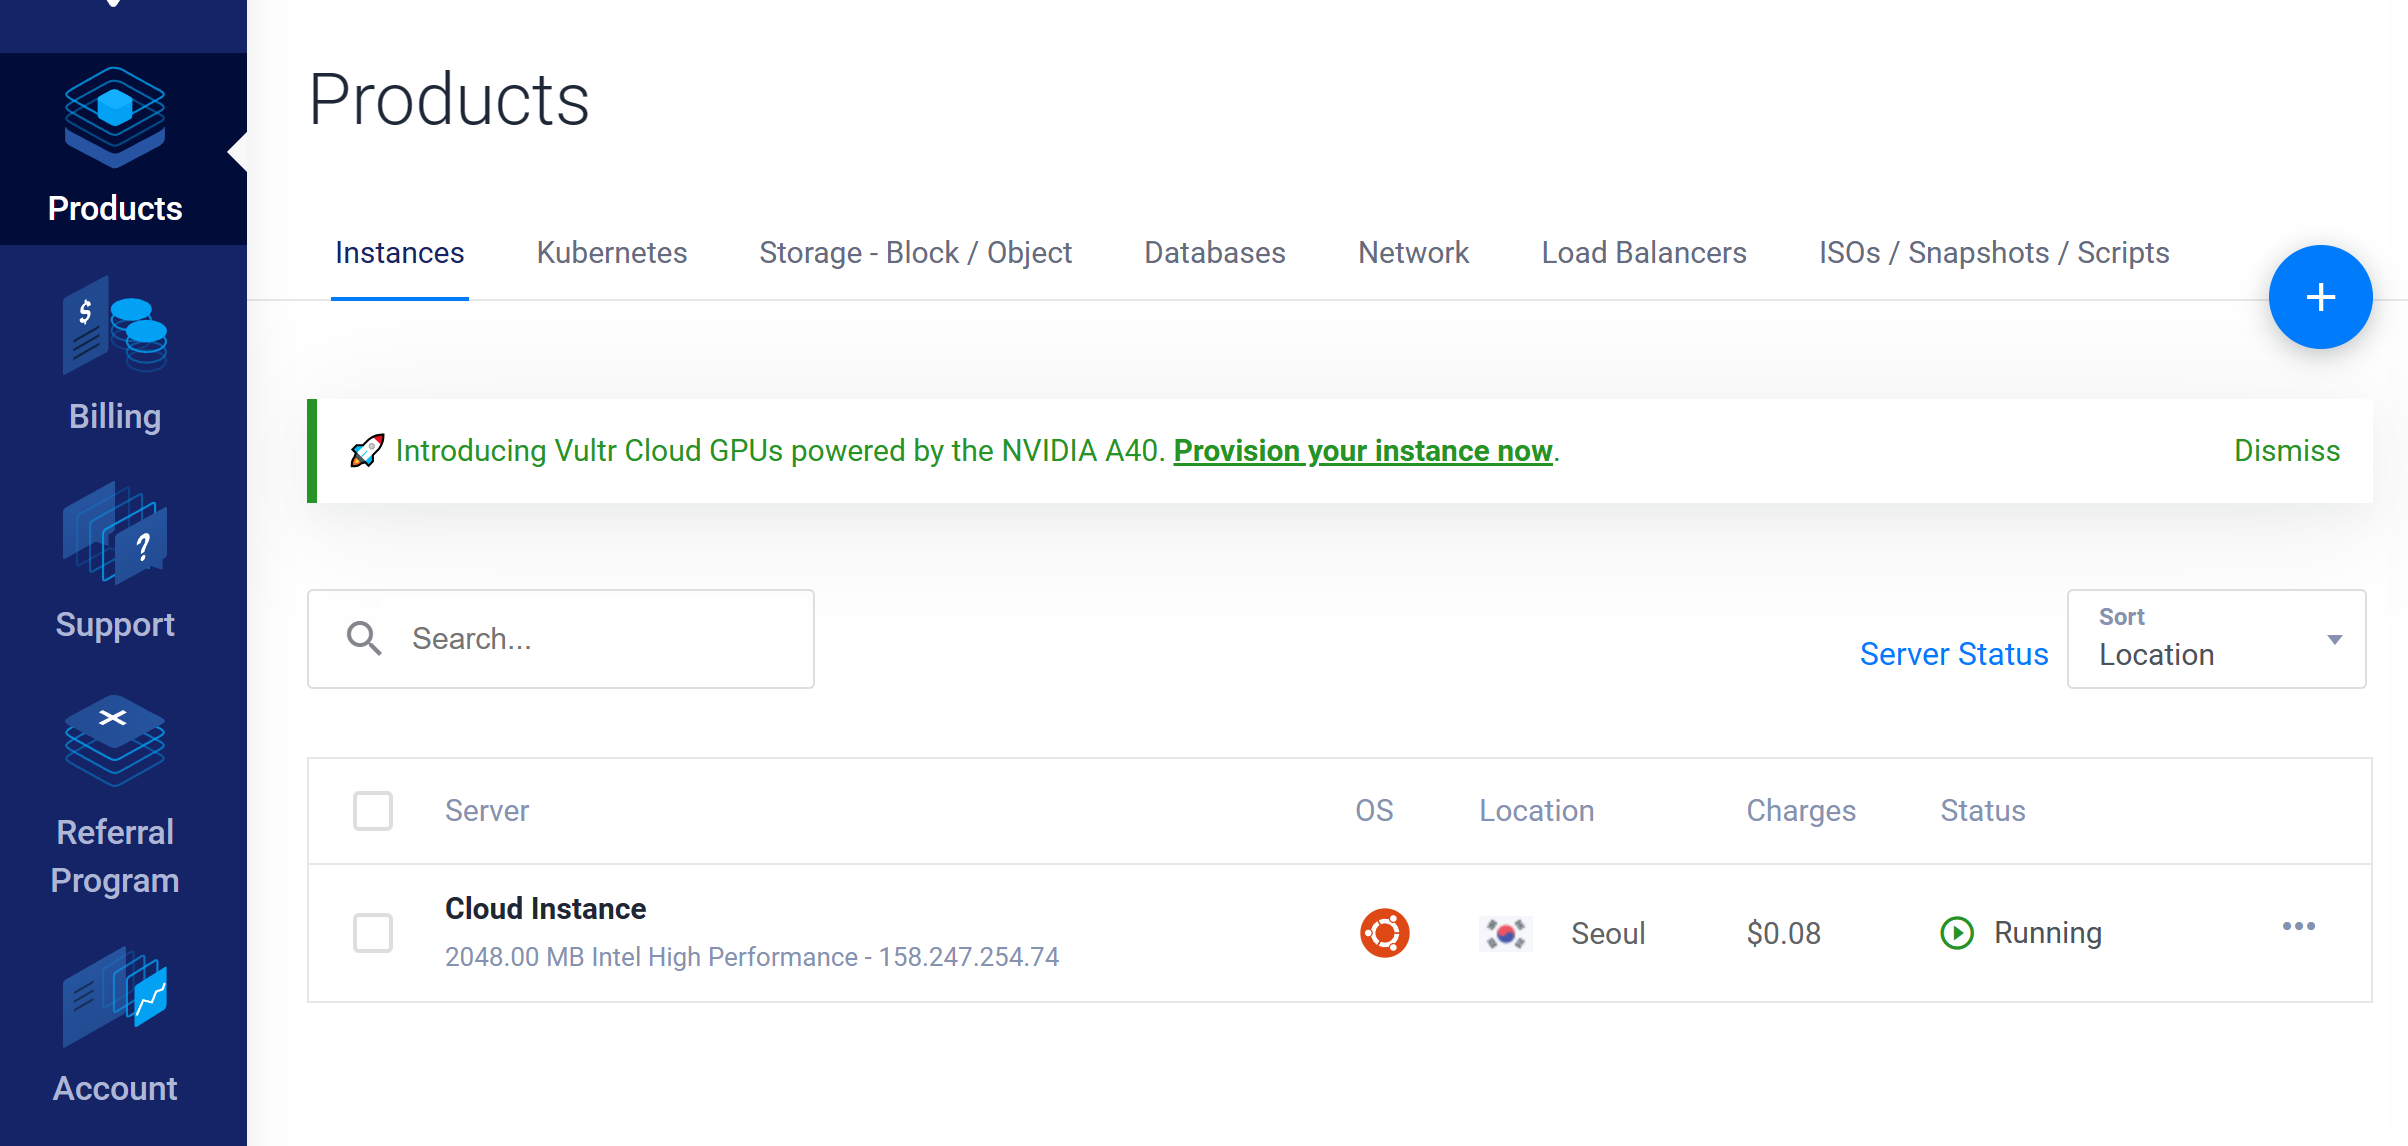 Products
Billing
Support
Referral
Program
Account
Products
Instances Kubernetes Storage - Block / Object Databases Network Load Balancers ISOs / Snapshots / Scripts
+
🚀 Introducing Vultr Cloud GPUs powered by the NVIDIA A40. Provision your instance now. Dismiss
Search...
Server Status
Sort
Location
Server OS Location Charges Status
Cloud Instance
2048.00 MB Intel High Performance - 158.247.254.74
Seoul $0.08 Running